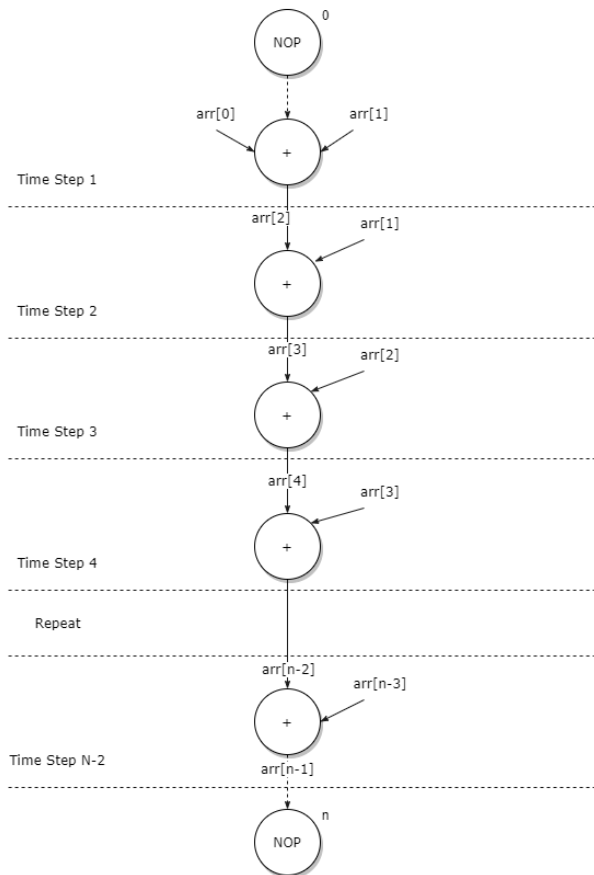 0
NOP
arr[0]
arr[1]
+
Time Step 1
arr[2]
arr[1]
+
Time Step 2
arr[3]
arr[2]
+
Time Step 3
arr[4]
arr[3]
+
Time Step 4
Repeat
arr[n-2]
arr[n-3]
+
Time Step N-2
arr[n-1]
n
NOP